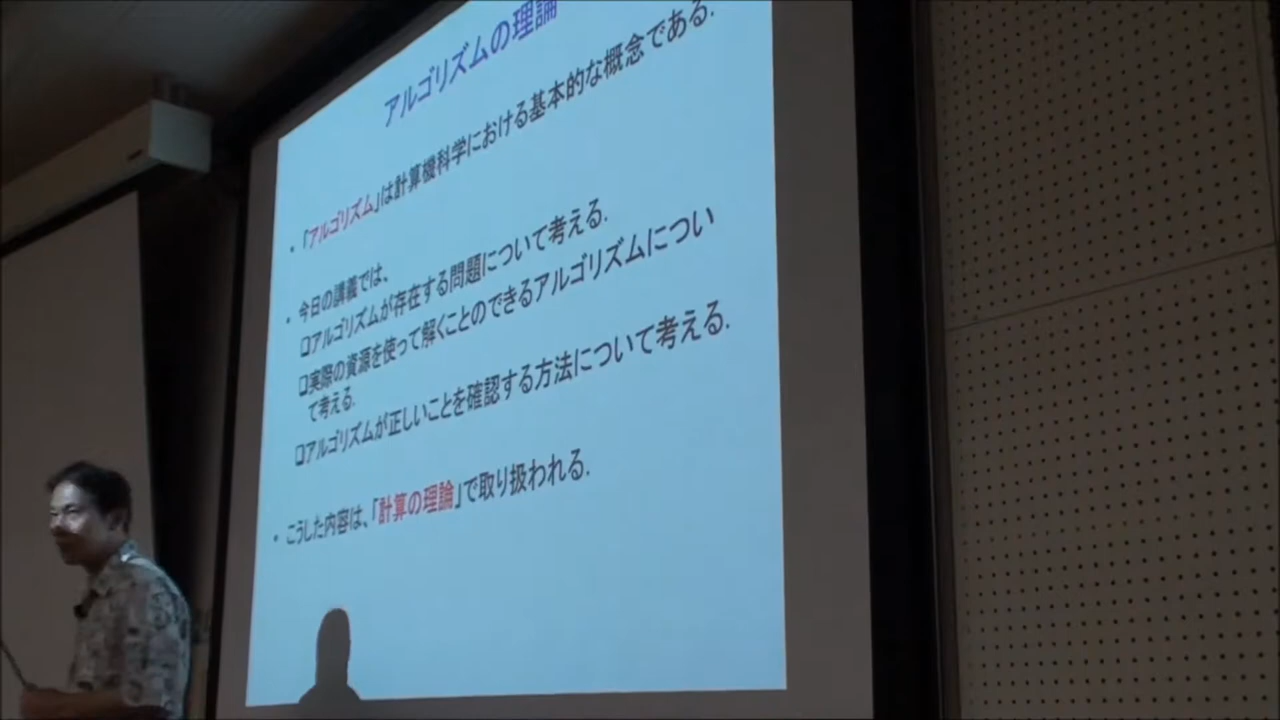 アルゴリズムの理論
・「アルゴリズム」は計算機科学における基本的な概念である.
・今日の講義では、
❑アルゴリズムが存在する問題について考える.
❑実際の資源を使って解くことのできるアルゴリズムについ
て考える.
❑アルゴリズムが正しいことを確認する方法について考える.
・こうした内容は、「計算の理論」で取り扱われる.